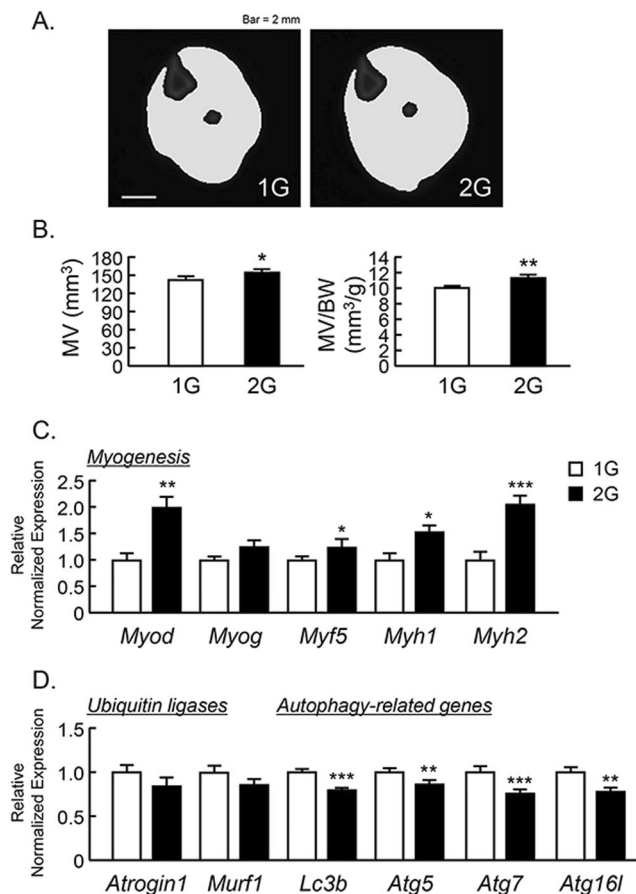 A.
Bar = 2 mm
1G
2G
B.
MV (mm³)
180
150
120
90
60
30
0
*
1G
2G
MV/BW
(mm³/g)
14
12
10
8
6
4
2
0
**
1G
2G
C.
Myogenesis
1G
2G
Relative
Normalized Expression
2.5
2.0
1.5
1.0
0.5
0
**
*
*
***
Myod Myog Myf5 Myh1 Myh2
D.
Ubiquitin ligases Autophagy-related genes
Relative
Normalized Expression
1.5
1.0
0.5
0
*** ** *** **
Atrogin1 Murf1 Lc3b Atg5 Atg7 Atg16l